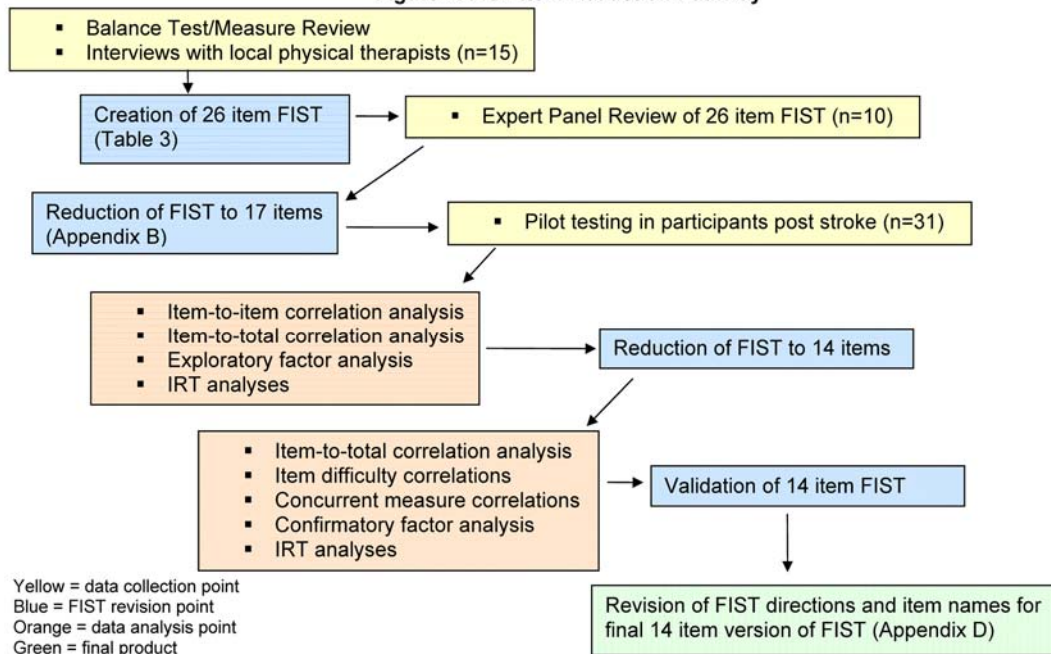 ▪ Balance Test/Measure Review
▪ Interviews with local physical therapists (n=15)
Creation of 26 item FIST
(Table 3)
▪ Expert Panel Review of 26 item FIST (n=10)
Reduction of FIST to 17 items
(Appendix B)
▪ Pilot testing in participants post stroke (n=31)
▪ Item-to-item correlation analysis
▪ Item-to-total correlation analysis
▪ Exploratory factor analysis
▪ IRT analyses
Reduction of FIST to 14 items
▪ Item-to-total correlation analysis
▪ Item difficulty correlations
▪ Concurrent measure correlations
▪ Confirmatory factor analysis
▪ IRT analyses
Validation of 14 item FIST
Yellow = data collection point
Blue = FIST revision point
Orange = data analysis point
Green = final product
Revision of FIST directions and item names for
final 14 item version of FIST (Appendix D)